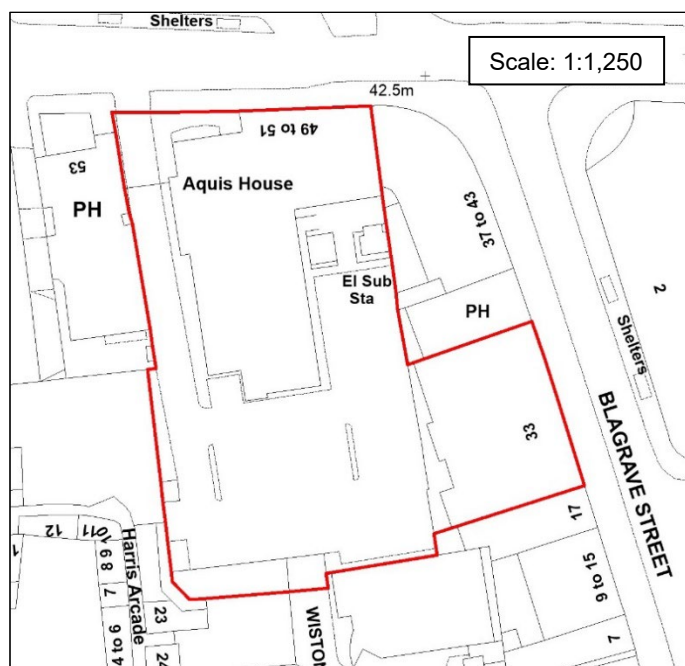 Shelters
Scale: 1:1,250
42.5m
49 to 51
53
Aquis House
PH
37 to 43
El Sub
Sta
2
PH
Shelters
33
BLAGRAVE STREET
17
12
10
11
1
9
8
7
Harris Arcade
4 to 6
23
24
WISTON
9 to 15
7